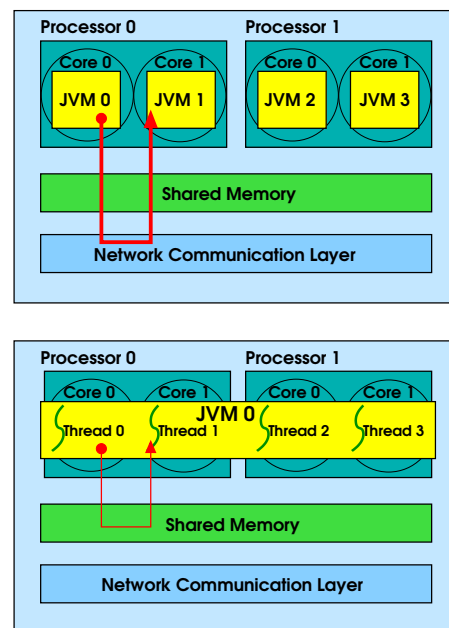 Processor 0 Processor 1
Core 0 Core 1 Core 0 Core 1
JVM 0 JVM 1 JVM 2 JVM 3
Shared Memory
Network Communication Layer
Processor 0 Processor 1
Core 0 Core 1 Core 0 Core 1
JVM 0
Thread 0 Thread 1 Thread 2 Thread 3
Shared Memory
Network Communication Layer